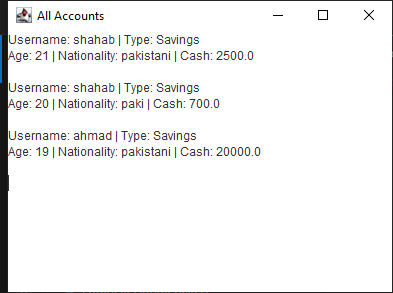 All Accounts
Username: shahab | Type: Savings
Age: 21 | Nationality: pakistani | Cash: 2500.0
Username: shahab | Type: Savings
Age: 20 | Nationality: paki | Cash: 700.0
Username: ahmad | Type: Savings
Age: 19 | Nationality: pakistani | Cash: 20000.0